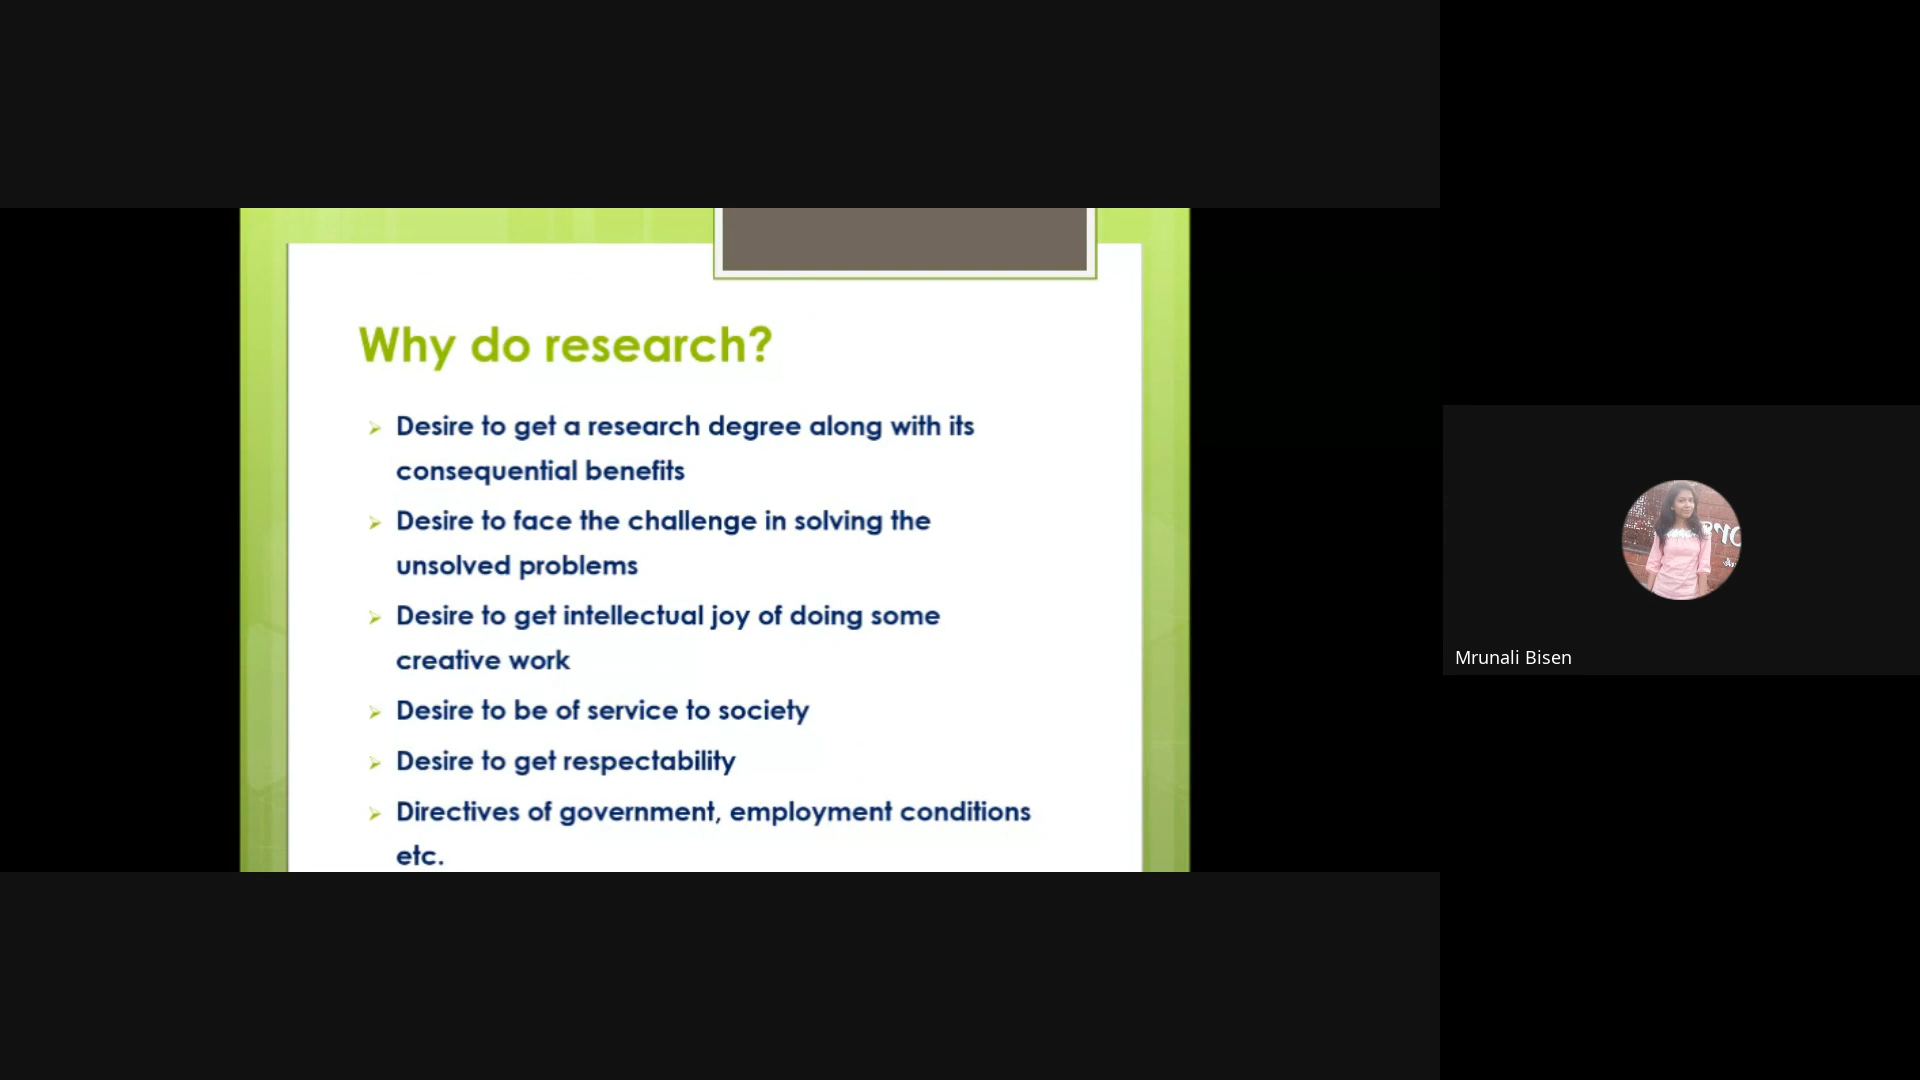 Why do research?
Desire to get a research degree along with its
consequential benefits
Desire to face the challenge in solving the
unsolved problems
Desire to get intellectual joy of doing some
creative work
Desire to be of service to society
Desire to get respectability
Directives of government, employment conditions
etc.
Mrunali Bisen